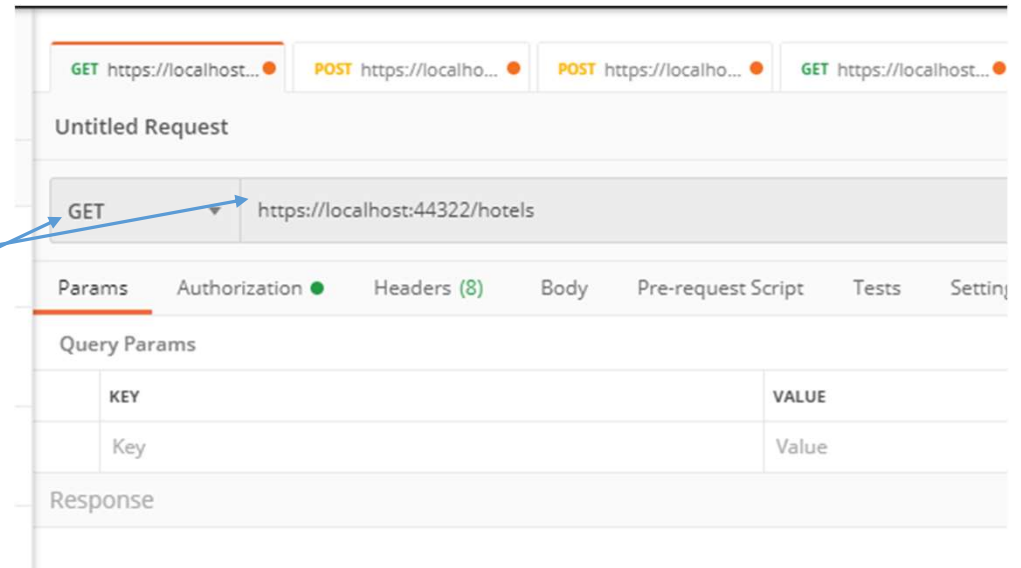 GET https://localhost... POST https://localho... POST https://localho... GET https://localhost...
Untitled Request
GET https://localhost:44322/hotels
Params Authorization Headers (8) Body Pre-request Script Tests Setting
Query Params
KEY VALUE
Key Value
Response